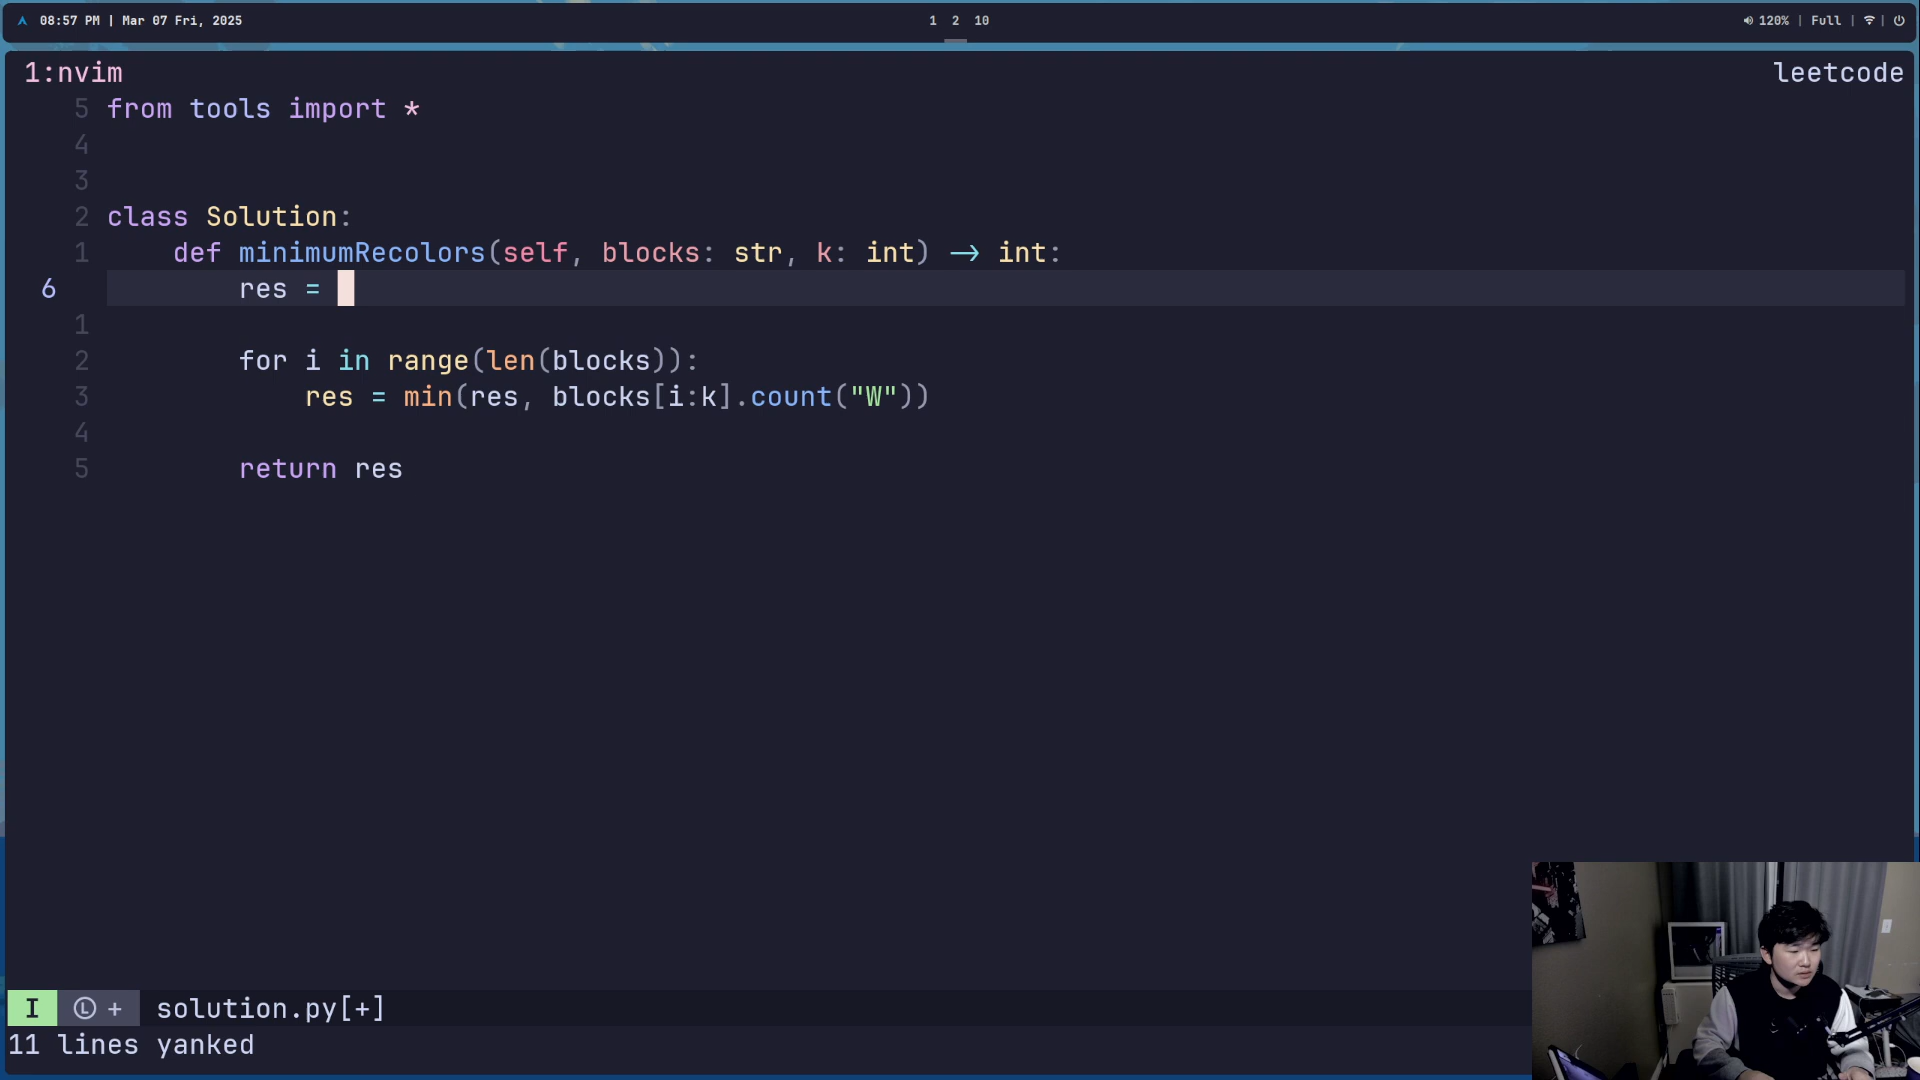 08:57 PM | Mar 07 Fri, 2025
1 2 10
120% | Full | |
1:nvim
leetcode
5 from tools import *
4
3
2 class Solution:
1 def minimumRecolors(self, blocks: str, k: int) → int:
6 res =
1
2 for i in range(len(blocks)):
3 res = min(res, blocks[i:k].count("W"))
4
5 return res
I Ⓛ + solution.py[+]
11 lines yanked